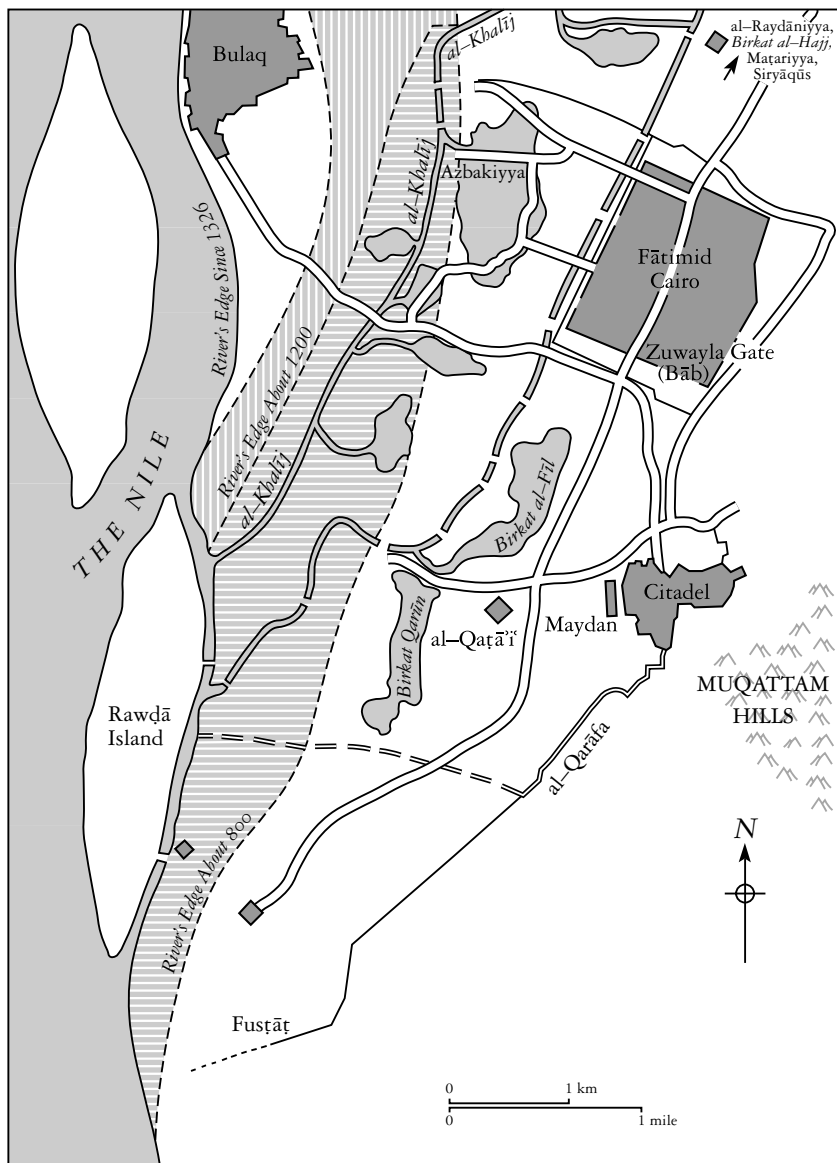 al–Khalīj
Bulaq
al–Raydāniyya,
Birkat al–Hajj,
Maṭariyya,
Siryāqūs
al–Khalīj
Azbakiyya
River's Edge Since 1326
Fāṭimid
Cairo
Zuwayla Gate
(Bāb)
River's Edge About 1200
al–Khalīj
THE NILE
Birkat al–Fīl
Citadel
Maydan
al–Qaṭāʾiʿ
Birkat Qarūn
MUQATTAM
HILLS
Rawḍā
Island
al–Qarāfa
River's Edge About 800
N
Fusṭāṭ
0 1 km
0 1 mile